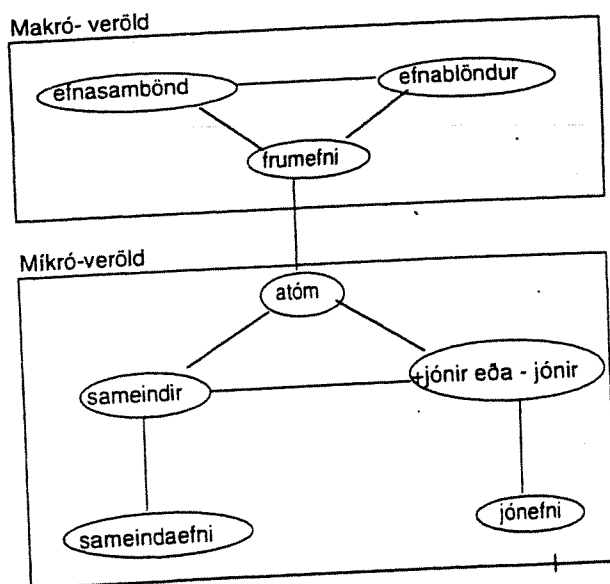 Makró- veröld
efnasambönd
efnablöndur
frumefni
Míkró-veröld
atóm
sameindir
+jónir eða - jónir
sameindaefni
jónefni